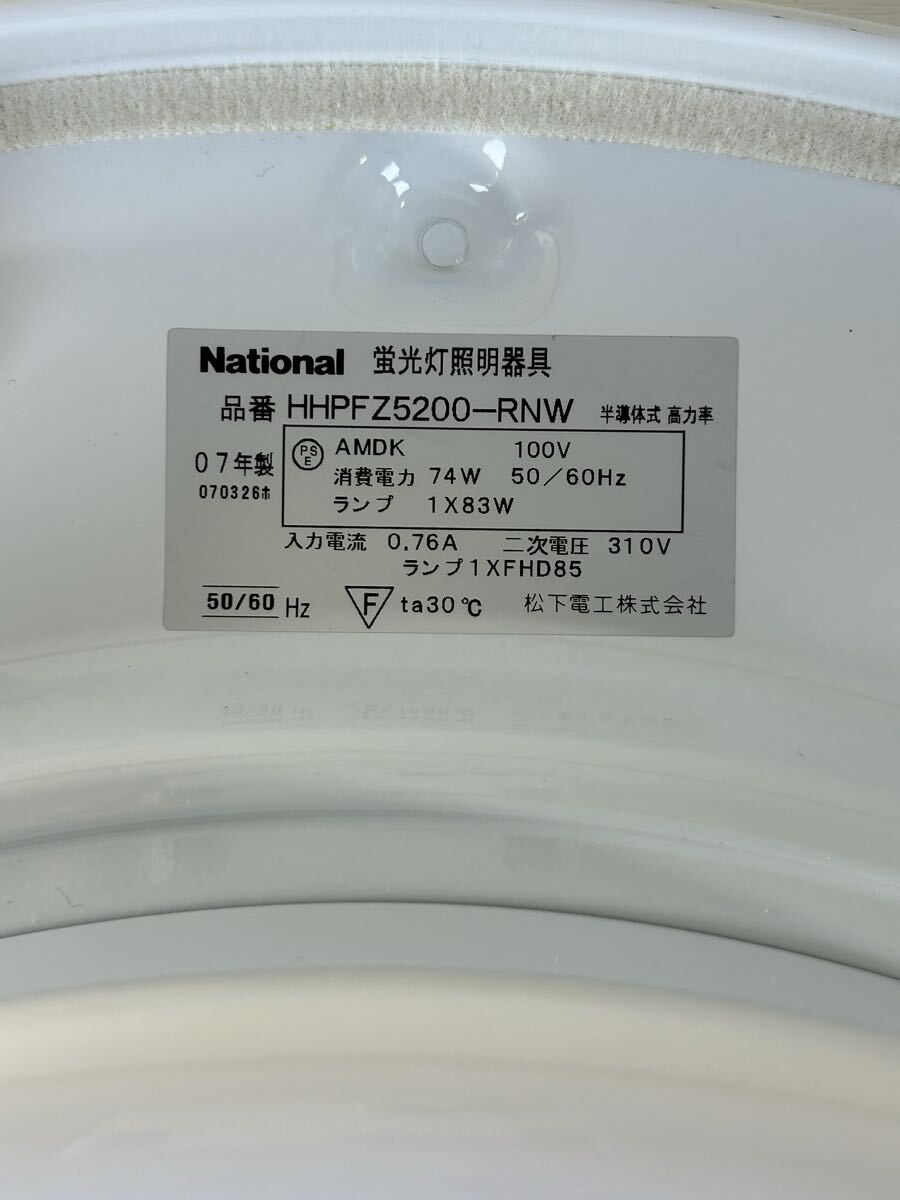 National 蛍光灯照明器具
品番 HHPFZ5200-RNW 半導体式 高力率
07年製
070326ホ
PS
E
AMDK 100V
消費電力 74W 50/60Hz
ランプ 1X83W
入力電流 0.76A 二次電圧 310V
ランプ1XFHD85
50/60 Hz F ta30℃ 松下電工株式会社